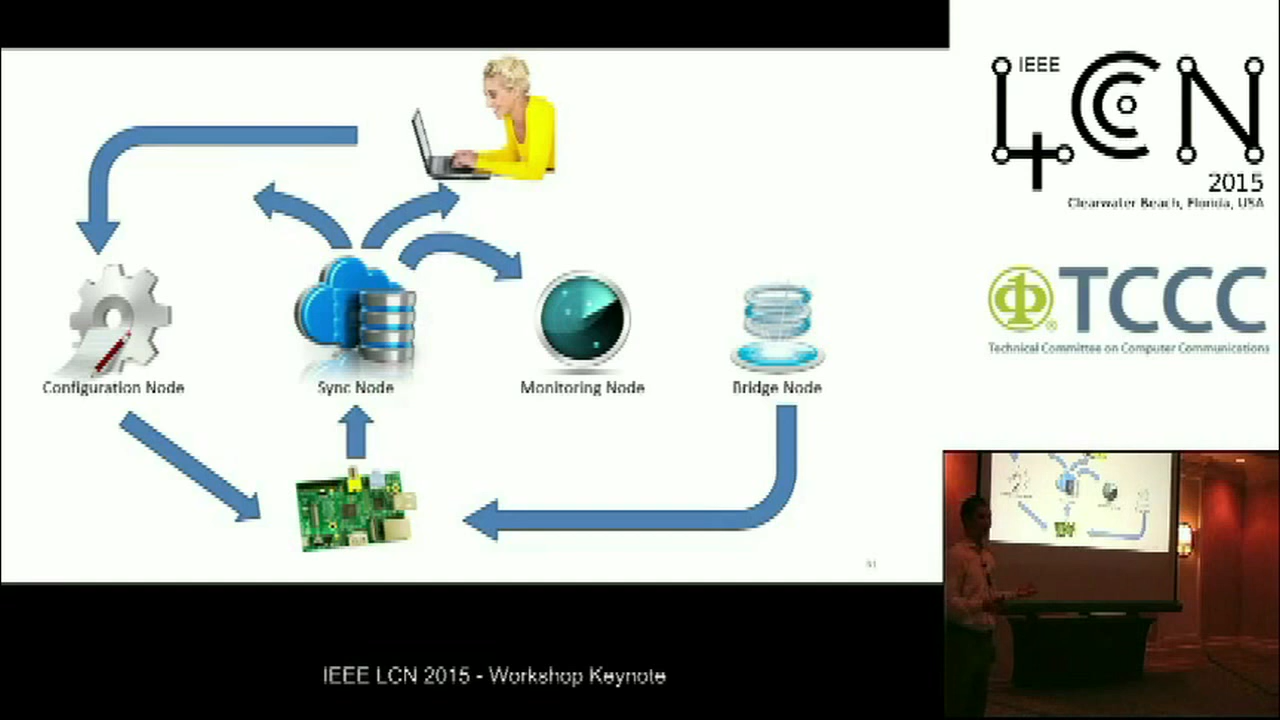 IEEE
LCN
2015
Clearwater Beach, Florida, USA
TCCC
Technical Committee on Computer Communications
Configuration Node
Sync Node
Monitoring Node
Bridge Node
IEEE LCN 2015 - Workshop Keynote